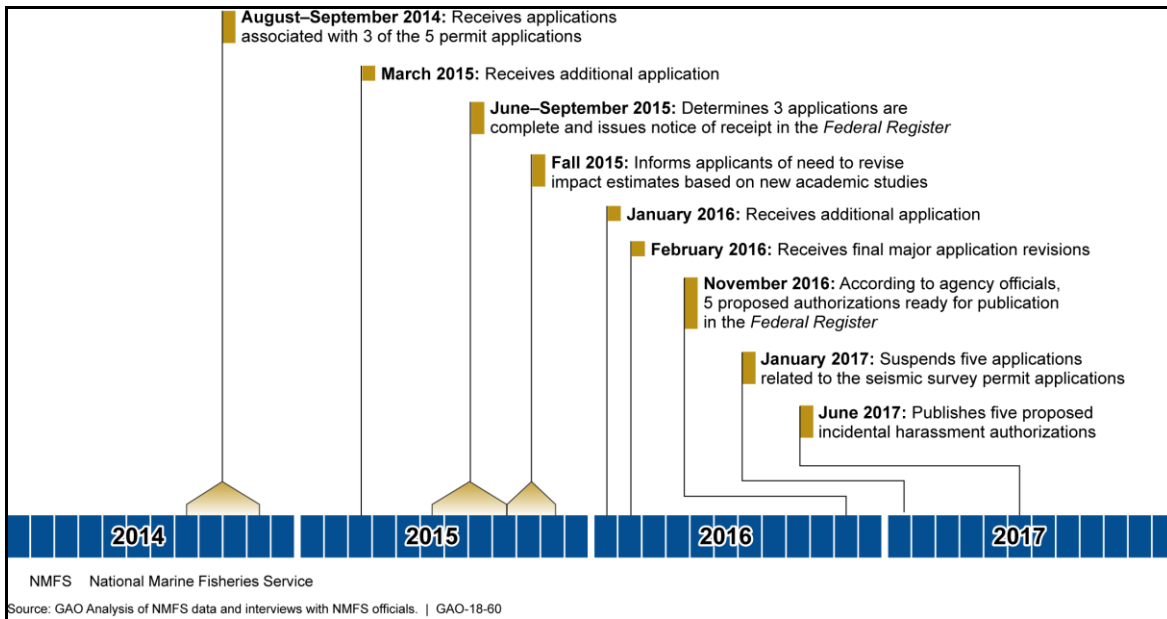 August–September 2014: Receives applications
associated with 3 of the 5 permit applications
March 2015: Receives additional application
June–September 2015: Determines 3 applications are
complete and issues notice of receipt in the Federal Register
Fall 2015: Informs applicants of need to revise
impact estimates based on new academic studies
January 2016: Receives additional application
February 2016: Receives final major application revisions
November 2016: According to agency officials,
5 proposed authorizations ready for publication
in the Federal Register
January 2017: Suspends five applications
related to the seismic survey permit applications
June 2017: Publishes five proposed
incidental harassment authorizations
2014 2015 2016 2017
NMFS National Marine Fisheries Service
Source: GAO Analysis of NMFS data and interviews with NMFS officials. | GAO-18-60